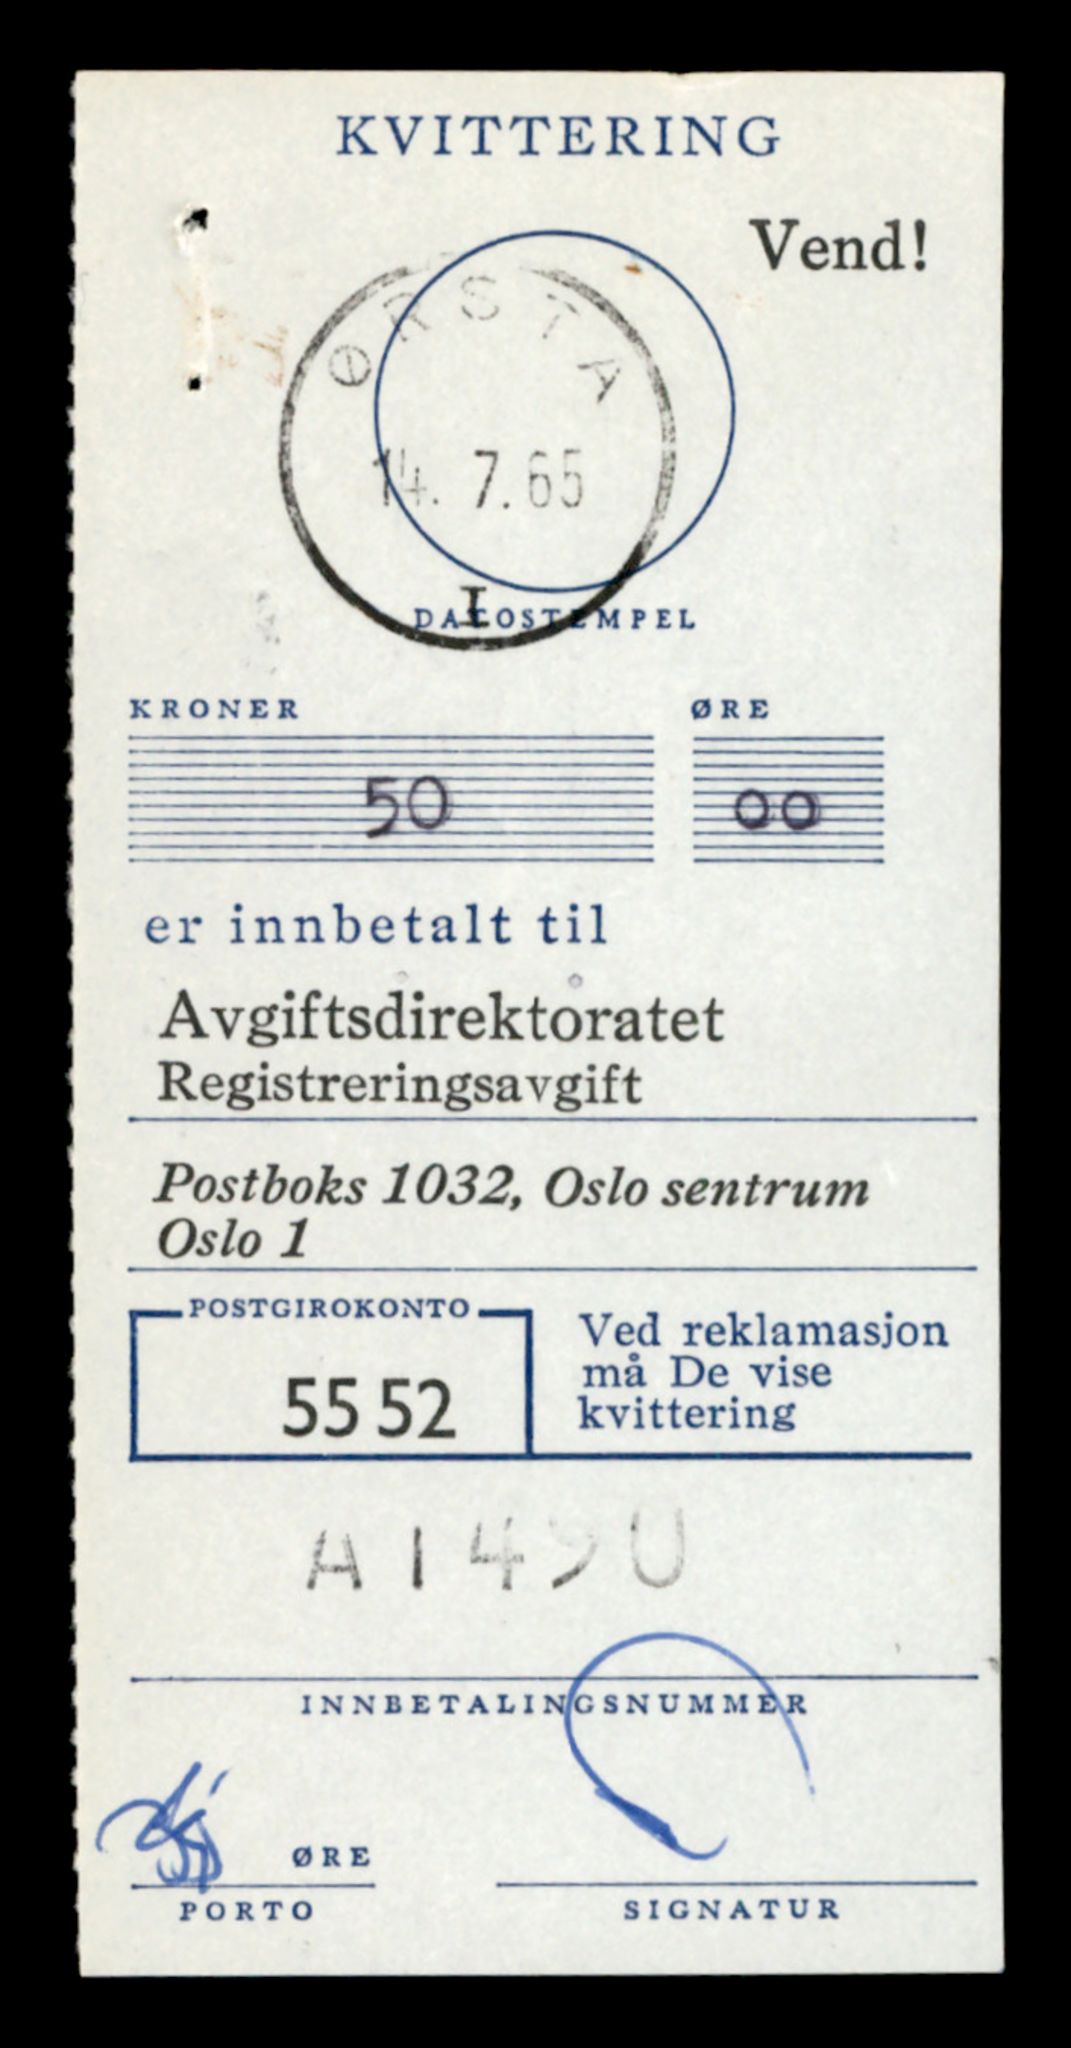 KVITTERING
Vend!
ØRSTA
14. 7. 65
I
DATOSTEMPEL
KRONER ØRE
50 00
er innbetalt til
Avgiftsdirektoratet
Registreringsavgift
Postboks 1032, Oslo sentrum
Oslo 1
POSTGIROKONTO
55 52
Ved reklamasjon
må De vise
kvittering
A1490
INNBETALINGSNUMMER
ØRE
PORTO
SIGNATUR